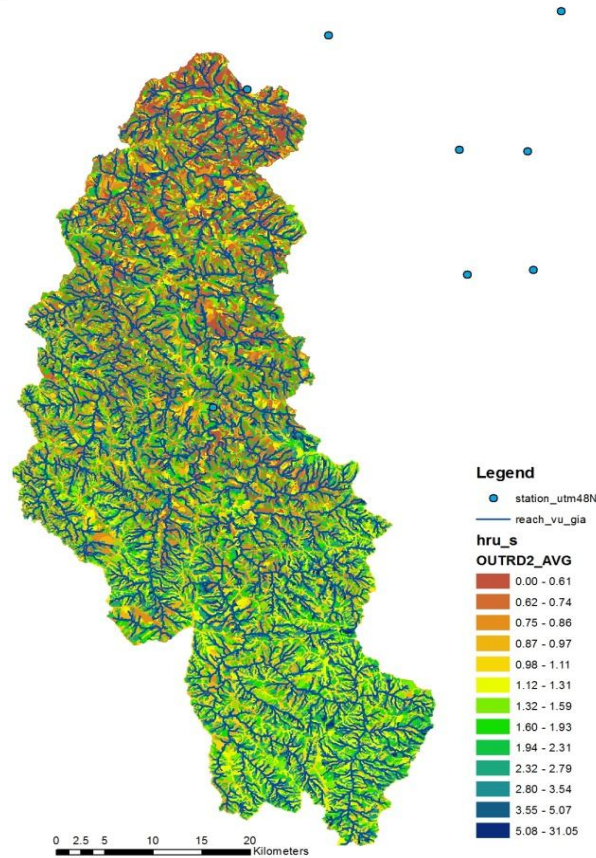 Legend
station_utm48N
reach_vu_gia
hru_s
OUTRD2_AVG
0.00 - 0.61
0.62 - 0.74
0.75 - 0.86
0.87 - 0.97
0.98 - 1.11
1.12 - 1.31
1.32 - 1.59
1.60 - 1.93
1.94 - 2.31
2.32 - 2.79
2.80 - 3.54
3.55 - 5.07
5.08 - 31.05
0 2.5 5 10 15 20
Kilometers